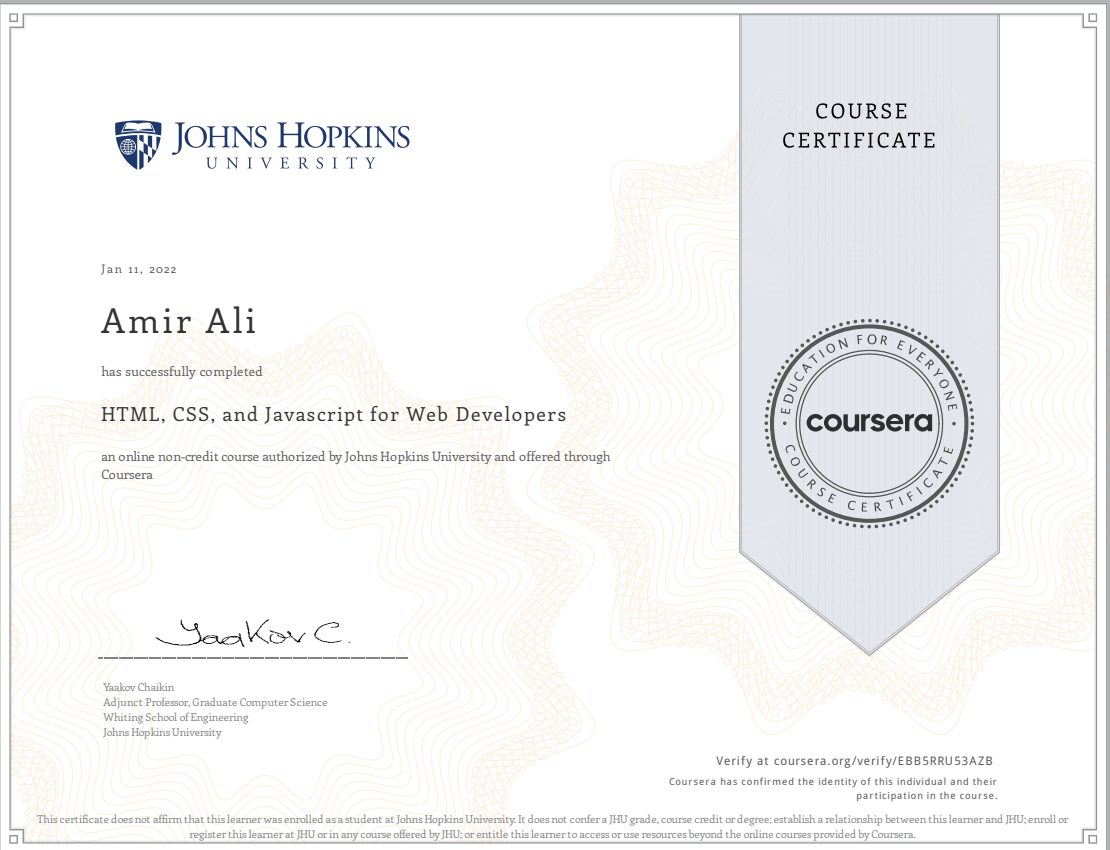 JOHNS HOPKINS
UNIVERSITY
COURSE
CERTIFICATE
Jan 11, 2022
Amir Ali
has successfully completed
HTML, CSS, and Javascript for Web Developers
an online non-credit course authorized by Johns Hopkins University and offered through
Coursera
EDUCATION FOR EVERYONE
coursera
COURSE CERTIFICATE
Yaakov C.
Yaakov Chaikin
Adjunct Professor, Graduate Computer Science
Whiting School of Engineering
Johns Hopkins University
Verify at coursera.org/verify/EBB5RRU53AZB
Coursera has confirmed the identity of this individual and their
participation in the course.
This certificate does not affirm that this learner was enrolled as a student at Johns Hopkins University. It does not confer a JHU grade, course credit or degree; establish a relationship between this learner and JHU; enroll or
register this learner at JHU or in any course offered by JHU; or entitle this learner to access or use resources beyond the online courses provided by Coursera.